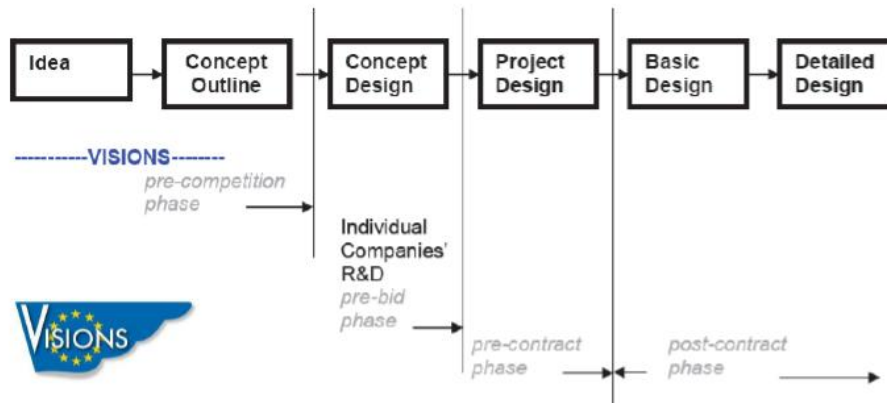 Idea
Concept
Outline
Concept
Design
Project
Design
Basic
Design
Detailed
Design
-----------VISIONS--------
pre-competition
phase
Individual
Companies'
R&D
pre-bid
phase
pre-contract
phase
post-contract
phase
VISIONS